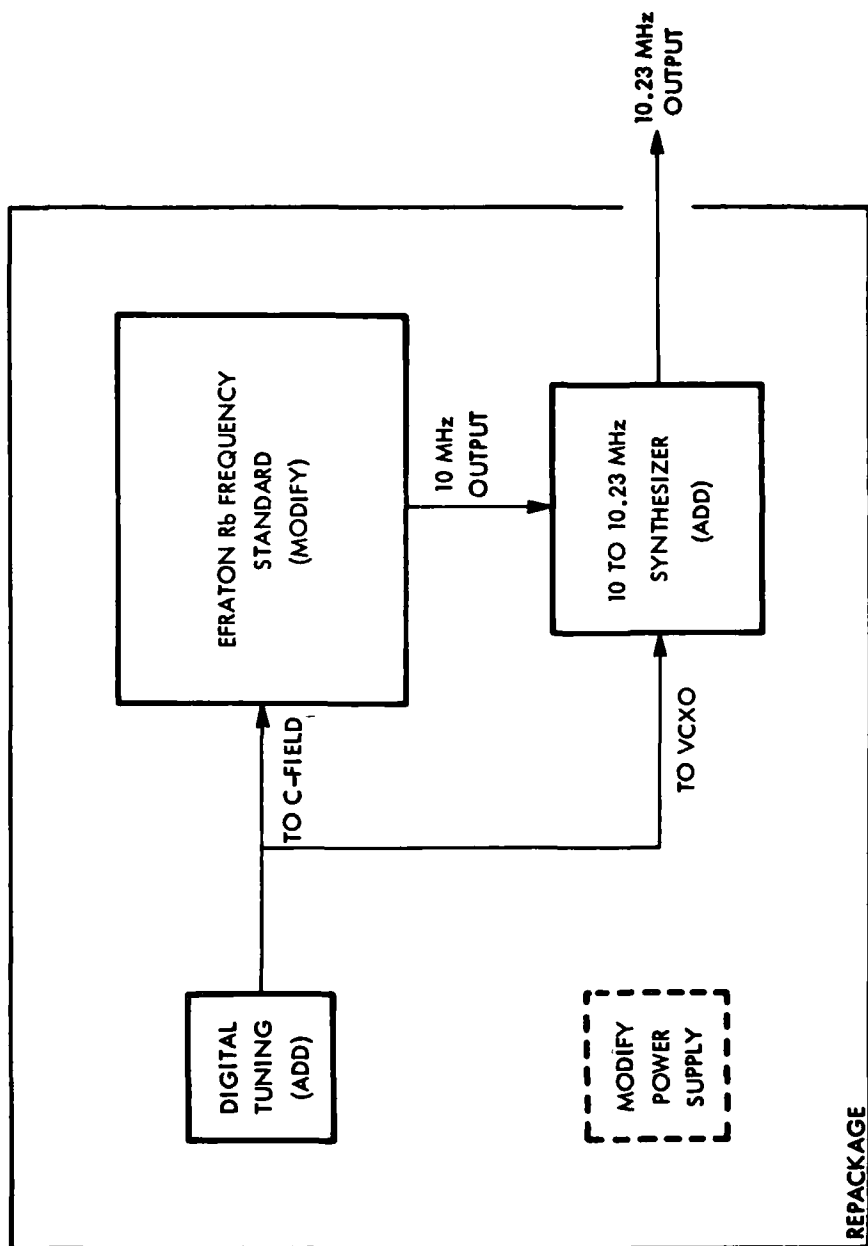 DIGITAL
TUNING
(ADD)
TO C-FIELD
EFRATON Rb FREQUENCY
STANDARD
(MODIFY)
10 MHz
OUTPUT
MODIFY
POWER
SUPPLY
TO VCXO
10 TO 10.23 MHz
SYNTHESIZER
(ADD)
10.23 MHz
OUTPUT
REPACKAGE